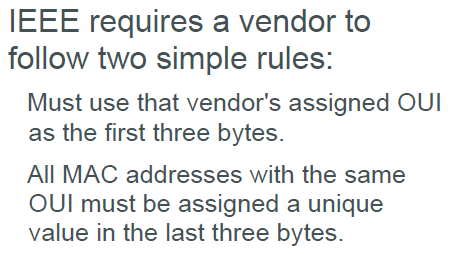 IEEE requires a vendor to
follow two simple rules:
Must use that vendor's assigned OUI
as the first three bytes.
All MAC addresses with the same
OUI must be assigned a unique
value in the last three bytes.